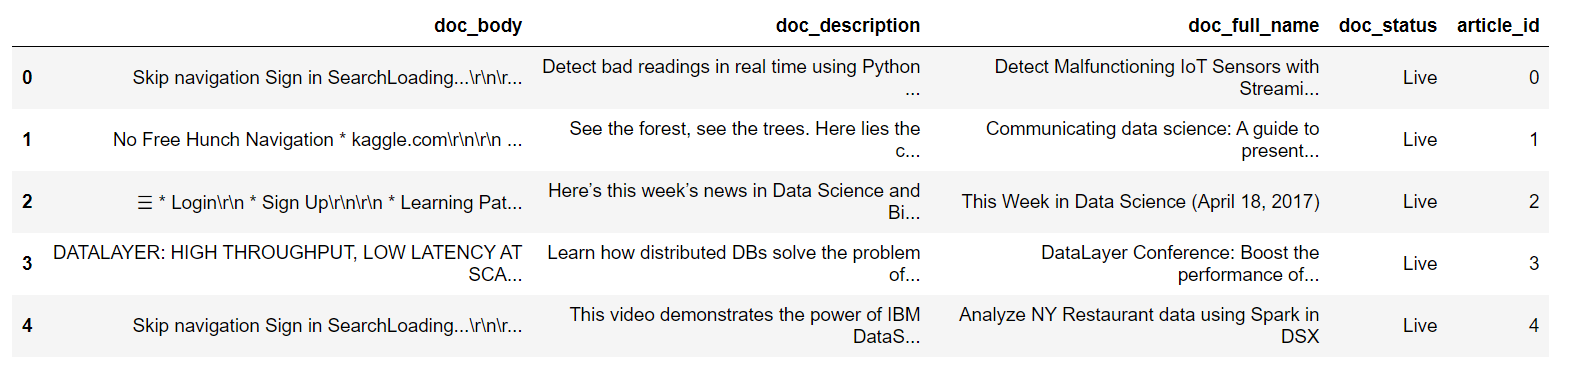 doc_body doc_description doc_full_name doc_status article_id
0 Skip navigation Sign in SearchLoading...\r\n\r... Detect bad readings in real time using Python ... Detect Malfunctioning IoT Sensors with Streami... Live 0
1 No Free Hunch Navigation * kaggle.com\r\n\r\n ... See the forest, see the trees. Here lies the c... Communicating data science: A guide to present... Live 1
2 ☰ * Login\r\n * Sign Up\r\n\r\n * Learning Pat... Here’s this week’s news in Data Science and Bi... This Week in Data Science (April 18, 2017) Live 2
3 DATALAYER: HIGH THROUGHPUT, LOW LATENCY AT SCA... Learn how distributed DBs solve the problem of... DataLayer Conference: Boost the performance of... Live 3
4 Skip navigation Sign in SearchLoading...\r\n\r... This video demonstrates the power of IBM DataS... Analyze NY Restaurant data using Spark in DSX Live 4